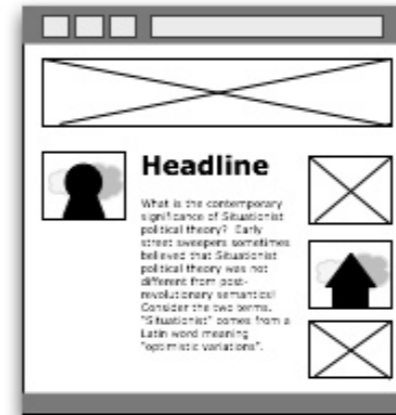 Headline
What is the contemporary
significance of Situationist
political theory? Early
street sweepers sometimes
believed that Situationist
political theory was not
different from post-
revolutionary semantics!
Consider the two terms.
"Situationist" comes from a
Latin word meaning
"optimistic variations".